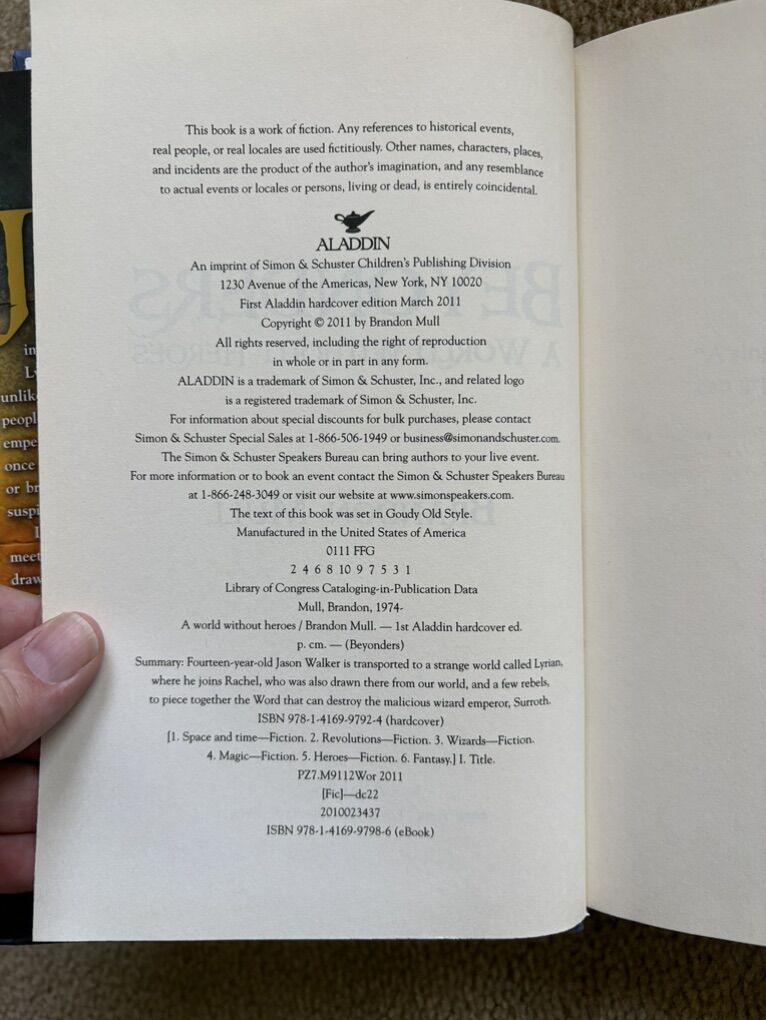 This book is a work of fiction. Any references to historical events,
real people, or real locales are used fictitiously. Other names, characters, places,
and incidents are the product of the author's imagination, and any resemblance
to actual events or locales or persons, living or dead, is entirely coincidental.
ALADDIN
An imprint of Simon & Schuster Children's Publishing Division
1230 Avenue of the Americas, New York, NY 10020
First Aladdin hardcover edition March 2011
Copyright © 2011 by Brandon Mull
All rights reserved, including the right of reproduction
in whole or in part in any form.
ALADDIN is a trademark of Simon & Schuster, Inc., and related logo
is a registered trademark of Simon & Schuster, Inc.
For information about special discounts for bulk purchases, please contact
Simon & Schuster Special Sales at 1-866-506-1949 or business@simonandschuster.com.
The Simon & Schuster Speakers Bureau can bring authors to your live event.
For more information or to book an event contact the Simon & Schuster Speakers Bureau
at 1-866-248-3049 or visit our website at www.simonspeakers.com.
The text of this book was set in Goudy Old Style.
Manufactured in the United States of America
0111 FFG
2 4 6 8 10 9 7 5 3 1
Library of Congress Cataloging-in-Publication Data
Mull, Brandon, 1974-
A world without heroes / Brandon Mull. — 1st Aladdin hardcover ed.
p. cm. — (Beyonders)
Summary: Fourteen-year-old Jason Walker is transported to a strange world called Lyrian,
where he joins Rachel, who was also drawn there from our world, and a few rebels,
to piece together the Word that can destroy the malicious wizard emperor, Surroth.
ISBN 978-1-4169-9792-4 (hardcover)
[1. Space and time—Fiction. 2. Revolutions—Fiction. 3. Wizards—Fiction.
4. Magic—Fiction. 5. Heroes—Fiction. 6. Fantasy.] I. Title.
PZ7.M9112Wor 2011
[Fic]—dc22
2010023437
ISBN 978-1-4169-9798-6 (eBook)
in
Ly
unlik
peopl
empe
once
or br
suspi
I
meet
draw